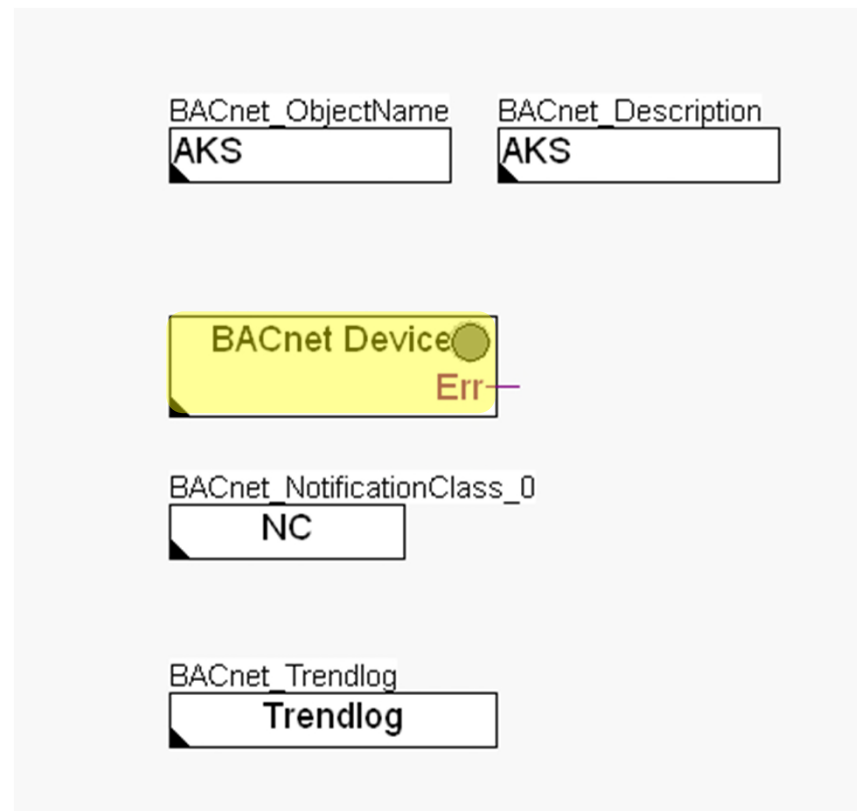 BACnet_ObjectName BACnet_Description
AKS AKS
BACnet Device
Err
BACnet_NotificationClass_0
NC
BACnet_Trendlog
Trendlog